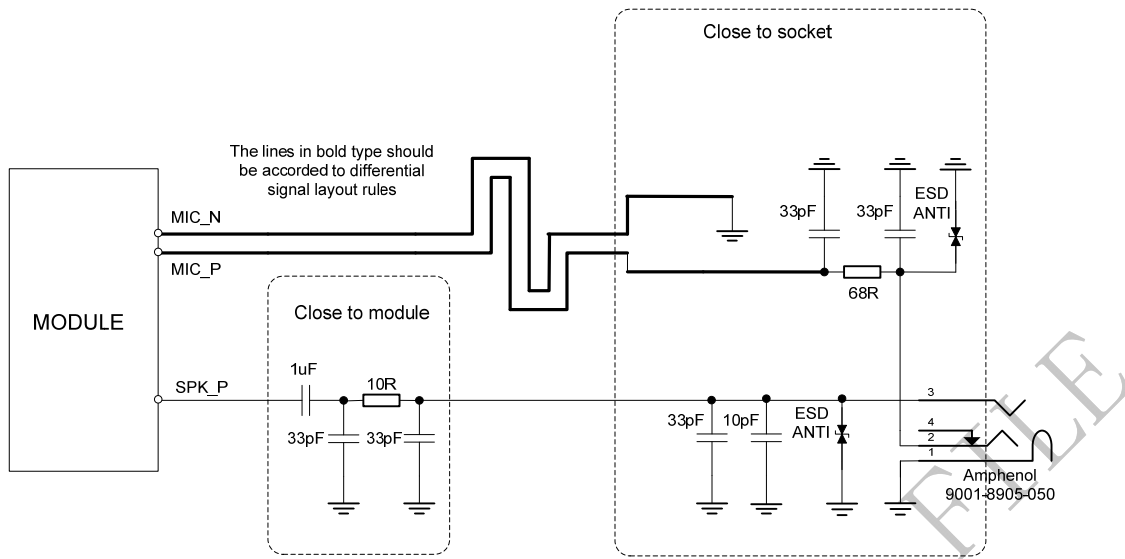 Close to socket
The lines in bold type should
be accorded to differential
signal layout rules
MIC_N
MIC_P
MODULE
33pF
33pF
ESD
ANTI
68R
Close to module
SPK_P
1uF
10R
33pF
33pF
33pF
10pF
ESD
ANTI
3
4
2
1
Amphenol
9001-8905-050
FILE